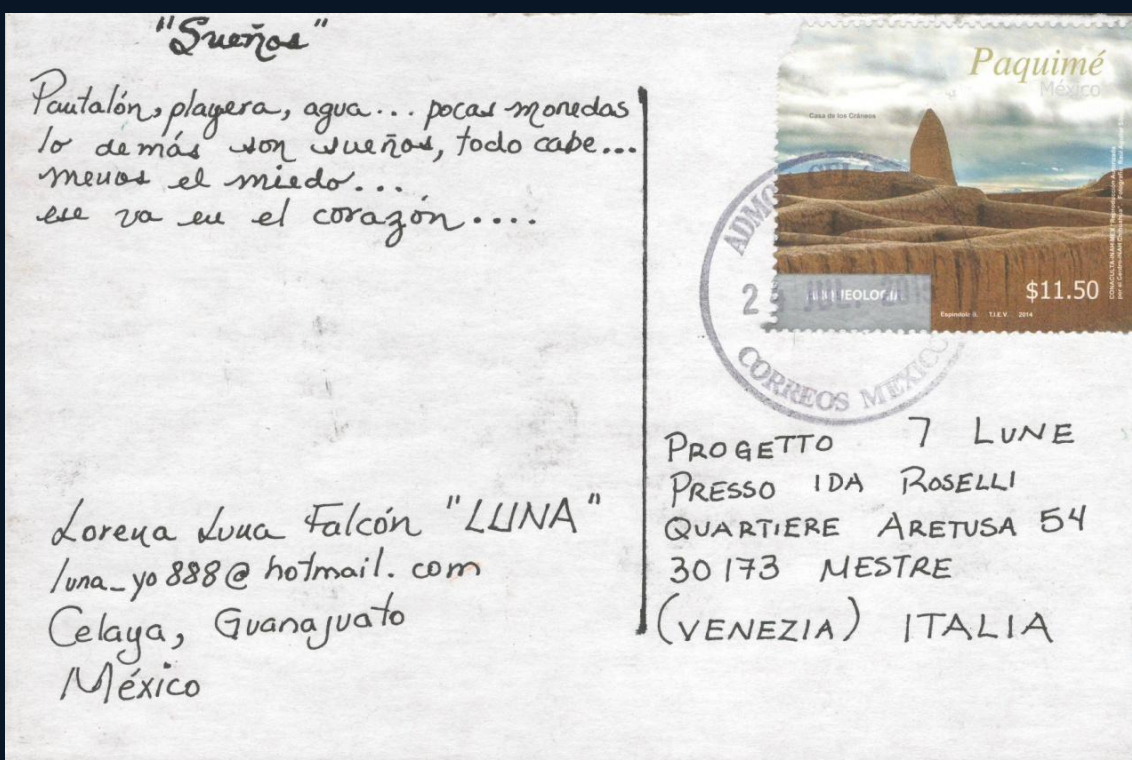 "Sueños"
Pantalón, playera, agua... pocas monedas
lo demás son sueños, todo cabe...
menos el miedo...
ese va en el corazón....
Lorena Luna Falcón "LUNA"
luna_yo888@hotmail.com
Celaya, Guanajuato
México
Paquimé
México
Casa de los Cráneos
ARQUEOLOGÍA
$11.50
T.I.E.V. 2014
ADMON
CORREOS MEXICO
PROGETTO 7 LUNE
PRESSO IDA ROSELLI
QUARTIERE ARETUSA 54
30173 MESTRE
(VENEZIA) ITALIA